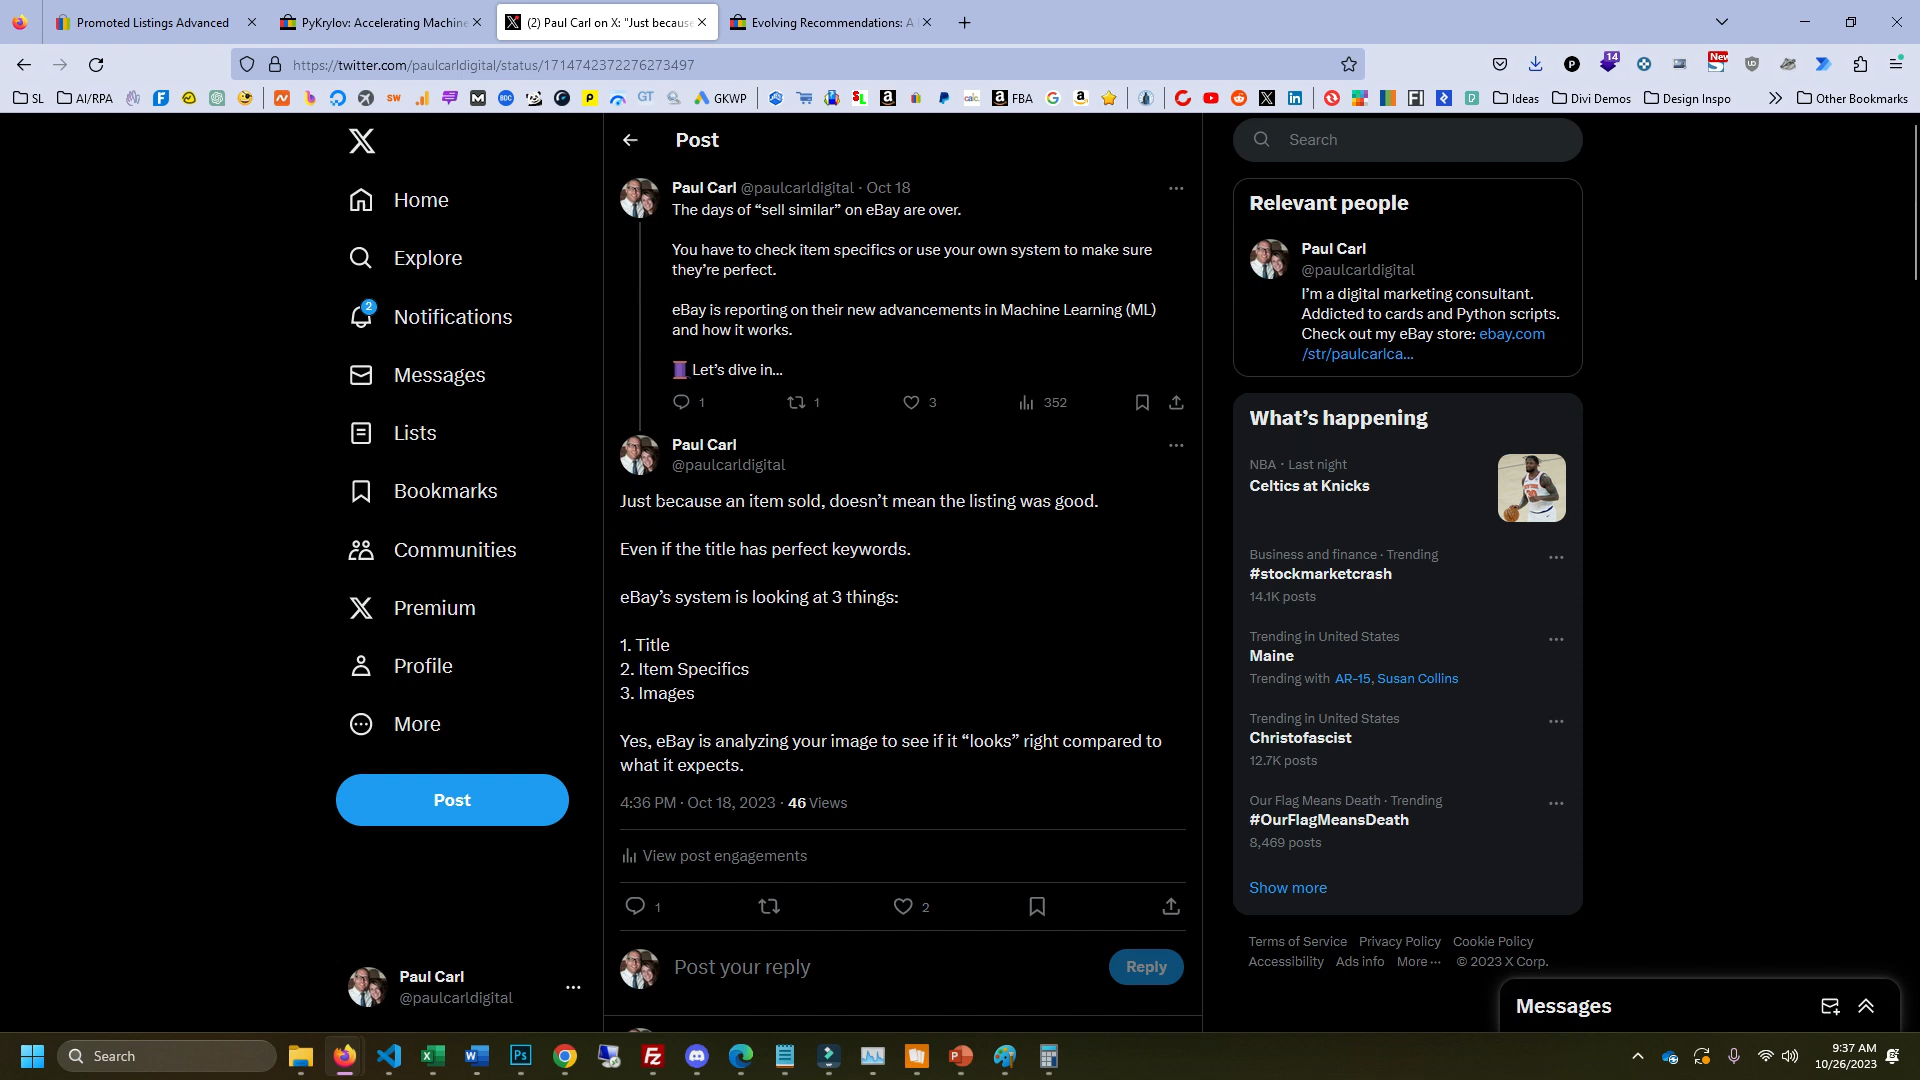 Promoted Listings Advanced
PyKrylov: Accelerating Machine
(2) Paul Carl on X: "Just because
Evolving Recommendations: A
https://twitter.com/paulcarldigital/status/1714742372276273497
14
New
SL
AI/RPA
SW
GT
GKWP
FBA
Ideas
Divi Demos
Design Inspo
Other Bookmarks
Home
Explore
2
Notifications
Messages
Lists
Bookmarks
Communities
Premium
Profile
More
Post
Paul Carl
@paulcarldigital
Post
Paul Carl @paulcarldigital · Oct 18
The days of “sell similar” on eBay are over.
You have to check item specifics or use your own system to make sure
they’re perfect.
eBay is reporting on their new advancements in Machine Learning (ML)
and how it works.
Let’s dive in...
1
1
3
352
Paul Carl
@paulcarldigital
Just because an item sold, doesn’t mean the listing was good.
Even if the title has perfect keywords.
eBay’s system is looking at 3 things:
1. Title
2. Item Specifics
3. Images
Yes, eBay is analyzing your image to see if it “looks” right compared to
what it expects.
4:36 PM · Oct 18, 2023 · 46 Views
View post engagements
1
2
Post your reply
Reply
Search
Relevant people
Paul Carl
@paulcarldigital
I’m a digital marketing consultant.
Addicted to cards and Python scripts.
Check out my eBay store: ebay.com
/str/paulcarlca...
What’s happening
NBA · Last night
Celtics at Knicks
Business and finance · Trending
#stockmarketcrash
14.1K posts
Trending in United States
Maine
Trending with AR-15, Susan Collins
Trending in United States
Christofascist
12.7K posts
Our Flag Means Death · Trending
#OurFlagMeansDeath
8,469 posts
Show more
Terms of Service Privacy Policy Cookie Policy
Accessibility Ads info More ··· © 2023 X Corp.
Messages
Search
9:37 AM
10/26/2023